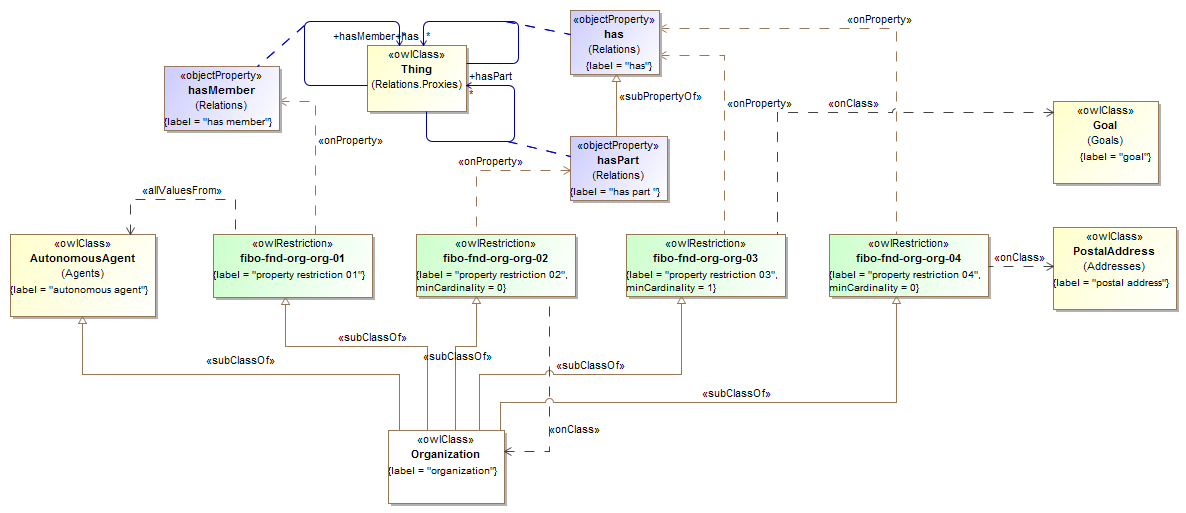 «objectProperty»
has
(Relations)
{label = "has"}
«onProperty»
+hasMember
+has
*
*
«owlClass»
Thing
(Relations.Proxies)
+hasPart
*
«objectProperty»
hasMember
(Relations)
{label = "has member"}
«subPropertyOf»
«onProperty»
«onClass»
«owlClass»
Goal
(Goals)
{label = "goal"}
«onProperty»
«objectProperty»
hasPart
(Relations)
{label = "has part "}
«onProperty»
«allValuesFrom»
«owlClass»
AutonomousAgent
(Agents)
{label = "autonomous agent"}
«owlRestriction»
fibo-fnd-org-org-01
{label = "property restriction 01"}
«owlRestriction»
fibo-fnd-org-org-02
{label = "property restriction 02",
minCardinality = 0}
«owlRestriction»
fibo-fnd-org-org-03
{label = "property restriction 03",
minCardinality = 1}
«owlRestriction»
fibo-fnd-org-org-04
{label = "property restriction 04",
minCardinality = 0}
«onClass»
«owlClass»
PostalAddress
(Addresses)
{label = "postal address"}
«subClassOf»
«subClassOf»
«subClassOf»
«subClassOf»
«subClassOf»
«onClass»
«owlClass»
Organization
{label = "organization"}